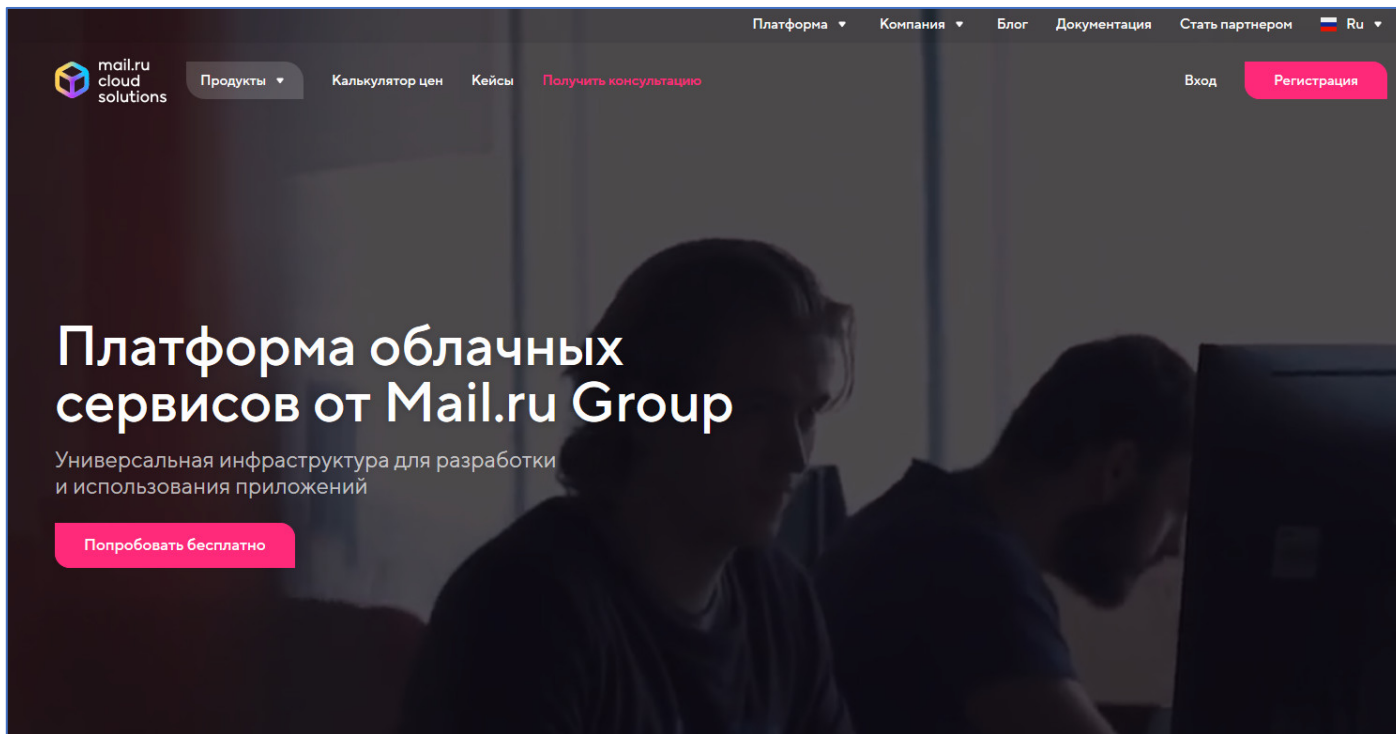 Платформа ▼ Компания ▼ Блог Документация Стать партнером Ru ▼
mail.ru
cloud
solutions
Продукты ▼ Калькулятор цен Кейсы Получить консультацию Вход Регистрация
Платформа облачных
сервисов от Mail.ru Group
Универсальная инфраструктура для разработки
и использования приложений
Попробовать бесплатно